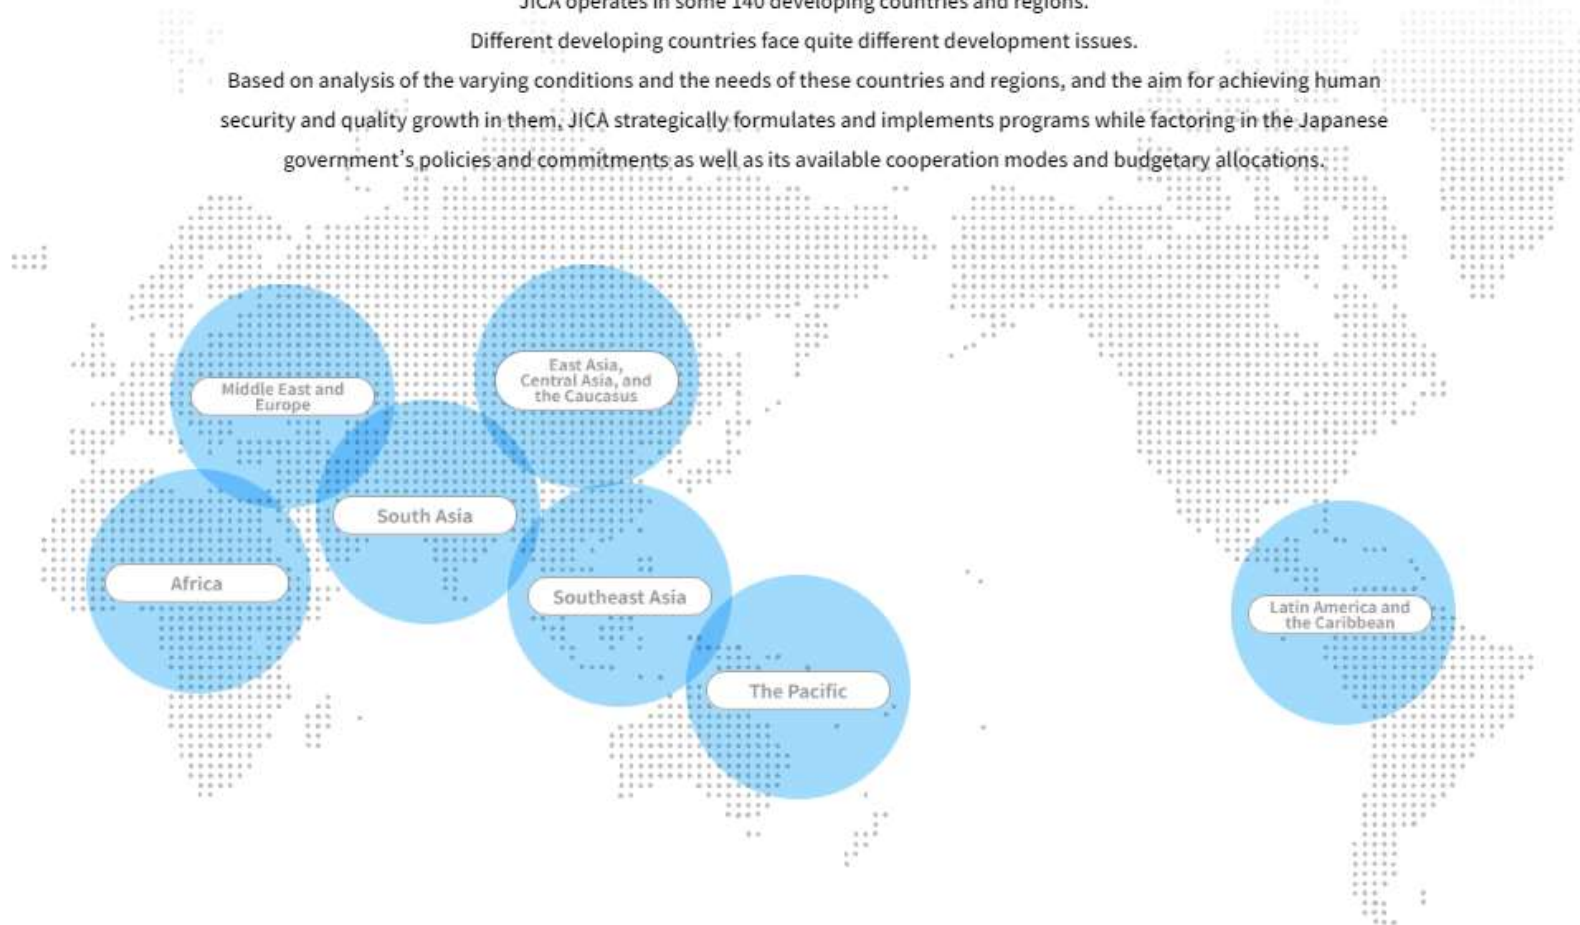 JICA operates in some 140 developing countries and regions.
Different developing countries face quite different development issues.
Based on analysis of the varying conditions and the needs of these countries and regions, and the aim for achieving human
security and quality growth in them, JICA strategically formulates and implements programs while factoring in the Japanese
government's policies and commitments as well as its available cooperation modes and budgetary allocations.
East Asia,
Central Asia, and
the Caucasus
Middle East and
Europe
South Asia
Africa
Southeast Asia
Latin America and
the Caribbean
The Pacific